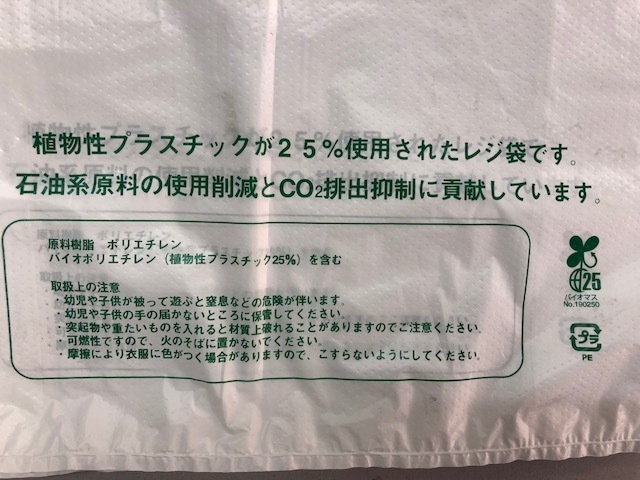 植物性プラスチックが２５%使用されたレジ袋です。
石油系原料の使用削減とCO₂排出抑制に貢献しています。
原料樹脂　ポリエチレン
バイオポリエチレン（植物性プラスチック25%）を含む
取扱上の注意
・幼児や子供が被って遊ぶと窒息などの危険が伴います。
・幼児や子供の手の届かないところに保管してください。
・突起物や重たいものを入れると材質上破れることがありますのでご注意ください。
・可燃性ですので、火のそばに置かないでください。
・摩擦により衣服に色がつく場合がありますので、こすらないようにしてください。
25
バイオマス
No.190250
プラ
PE